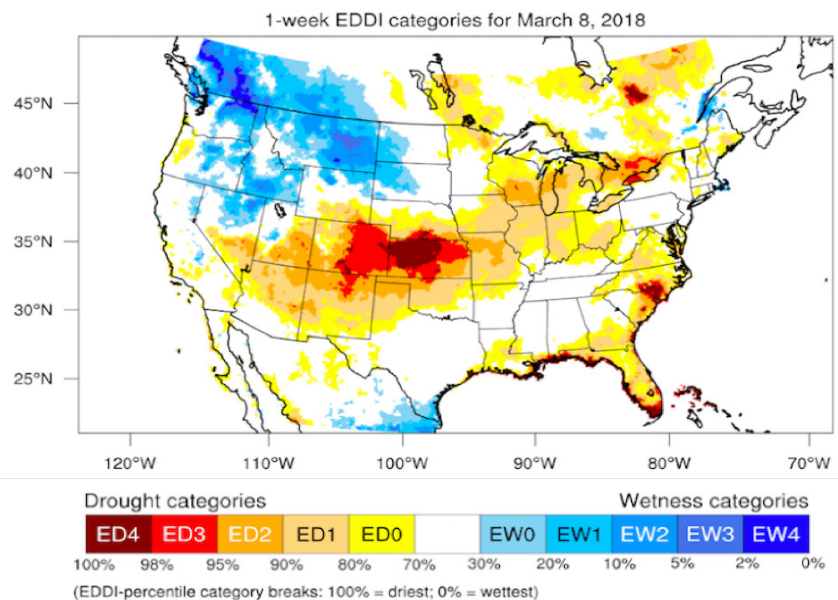 1-week EDDI categories for March 8, 2018
45°N
40°N
35°N
30°N
25°N
120°W 110°W 100°W 90°W 80°W 70°W
Drought categories Wetness categories
ED4 ED3 ED2 ED1 ED0 EW0 EW1 EW2 EW3 EW4
100% 98% 95% 90% 80% 70% 30% 20% 10% 5% 2% 0%
(EDDI-percentile category breaks: 100% = driest; 0% = wettest)